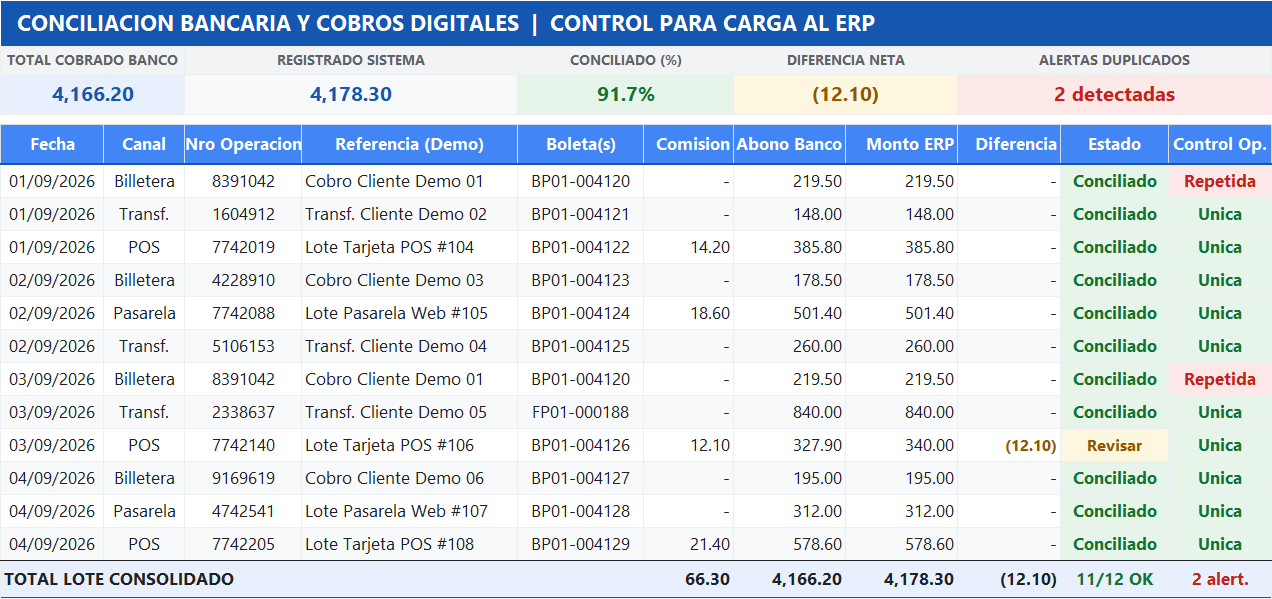 CONCILIACION BANCARIA Y COBROS DIGITALES | CONTROL PARA CARGA AL ERP
TOTAL COBRADO BANCO REGISTRADO SISTEMA CONCILIADO (%) DIFERENCIA NETA ALERTAS DUPLICADOS
4,166.20 4,178.30 91.7% (12.10) 2 detectadas
Fecha Canal Nro Operacion Referencia (Demo) Boleta(s) Comision Abono Banco Monto ERP Diferencia Estado Control Op.
01/09/2026 Billetera 8391042 Cobro Cliente Demo 01 BP01-004120 - 219.50 219.50 - Conciliado Repetida
01/09/2026 Transf. 1604912 Transf. Cliente Demo 02 BP01-004121 - 148.00 148.00 - Conciliado Unica
01/09/2026 POS 7742019 Lote Tarjeta POS #104 BP01-004122 14.20 385.80 385.80 - Conciliado Unica
02/09/2026 Billetera 4228910 Cobro Cliente Demo 03 BP01-004123 - 178.50 178.50 - Conciliado Unica
02/09/2026 Pasarela 7742088 Lote Pasarela Web #105 BP01-004124 18.60 501.40 501.40 - Conciliado Unica
02/09/2026 Transf. 5106153 Transf. Cliente Demo 04 BP01-004125 - 260.00 260.00 - Conciliado Unica
03/09/2026 Billetera 8391042 Cobro Cliente Demo 01 BP01-004120 - 219.50 219.50 - Conciliado Repetida
03/09/2026 Transf. 2338637 Transf. Cliente Demo 05 FP01-000188 - 840.00 840.00 - Conciliado Unica
03/09/2026 POS 7742140 Lote Tarjeta POS #106 BP01-004126 12.10 327.90 340.00 (12.10) Revisar Unica
04/09/2026 Billetera 9169619 Cobro Cliente Demo 06 BP01-004127 - 195.00 195.00 - Conciliado Unica
04/09/2026 Pasarela 4742541 Lote Pasarela Web #107 BP01-004128 - 312.00 312.00 - Conciliado Unica
04/09/2026 POS 7742205 Lote Tarjeta POS #108 BP01-004129 21.40 578.60 578.60 - Conciliado Unica
TOTAL LOTE CONSOLIDADO 66.30 4,166.20 4,178.30 (12.10) 11/12 OK 2 alert.